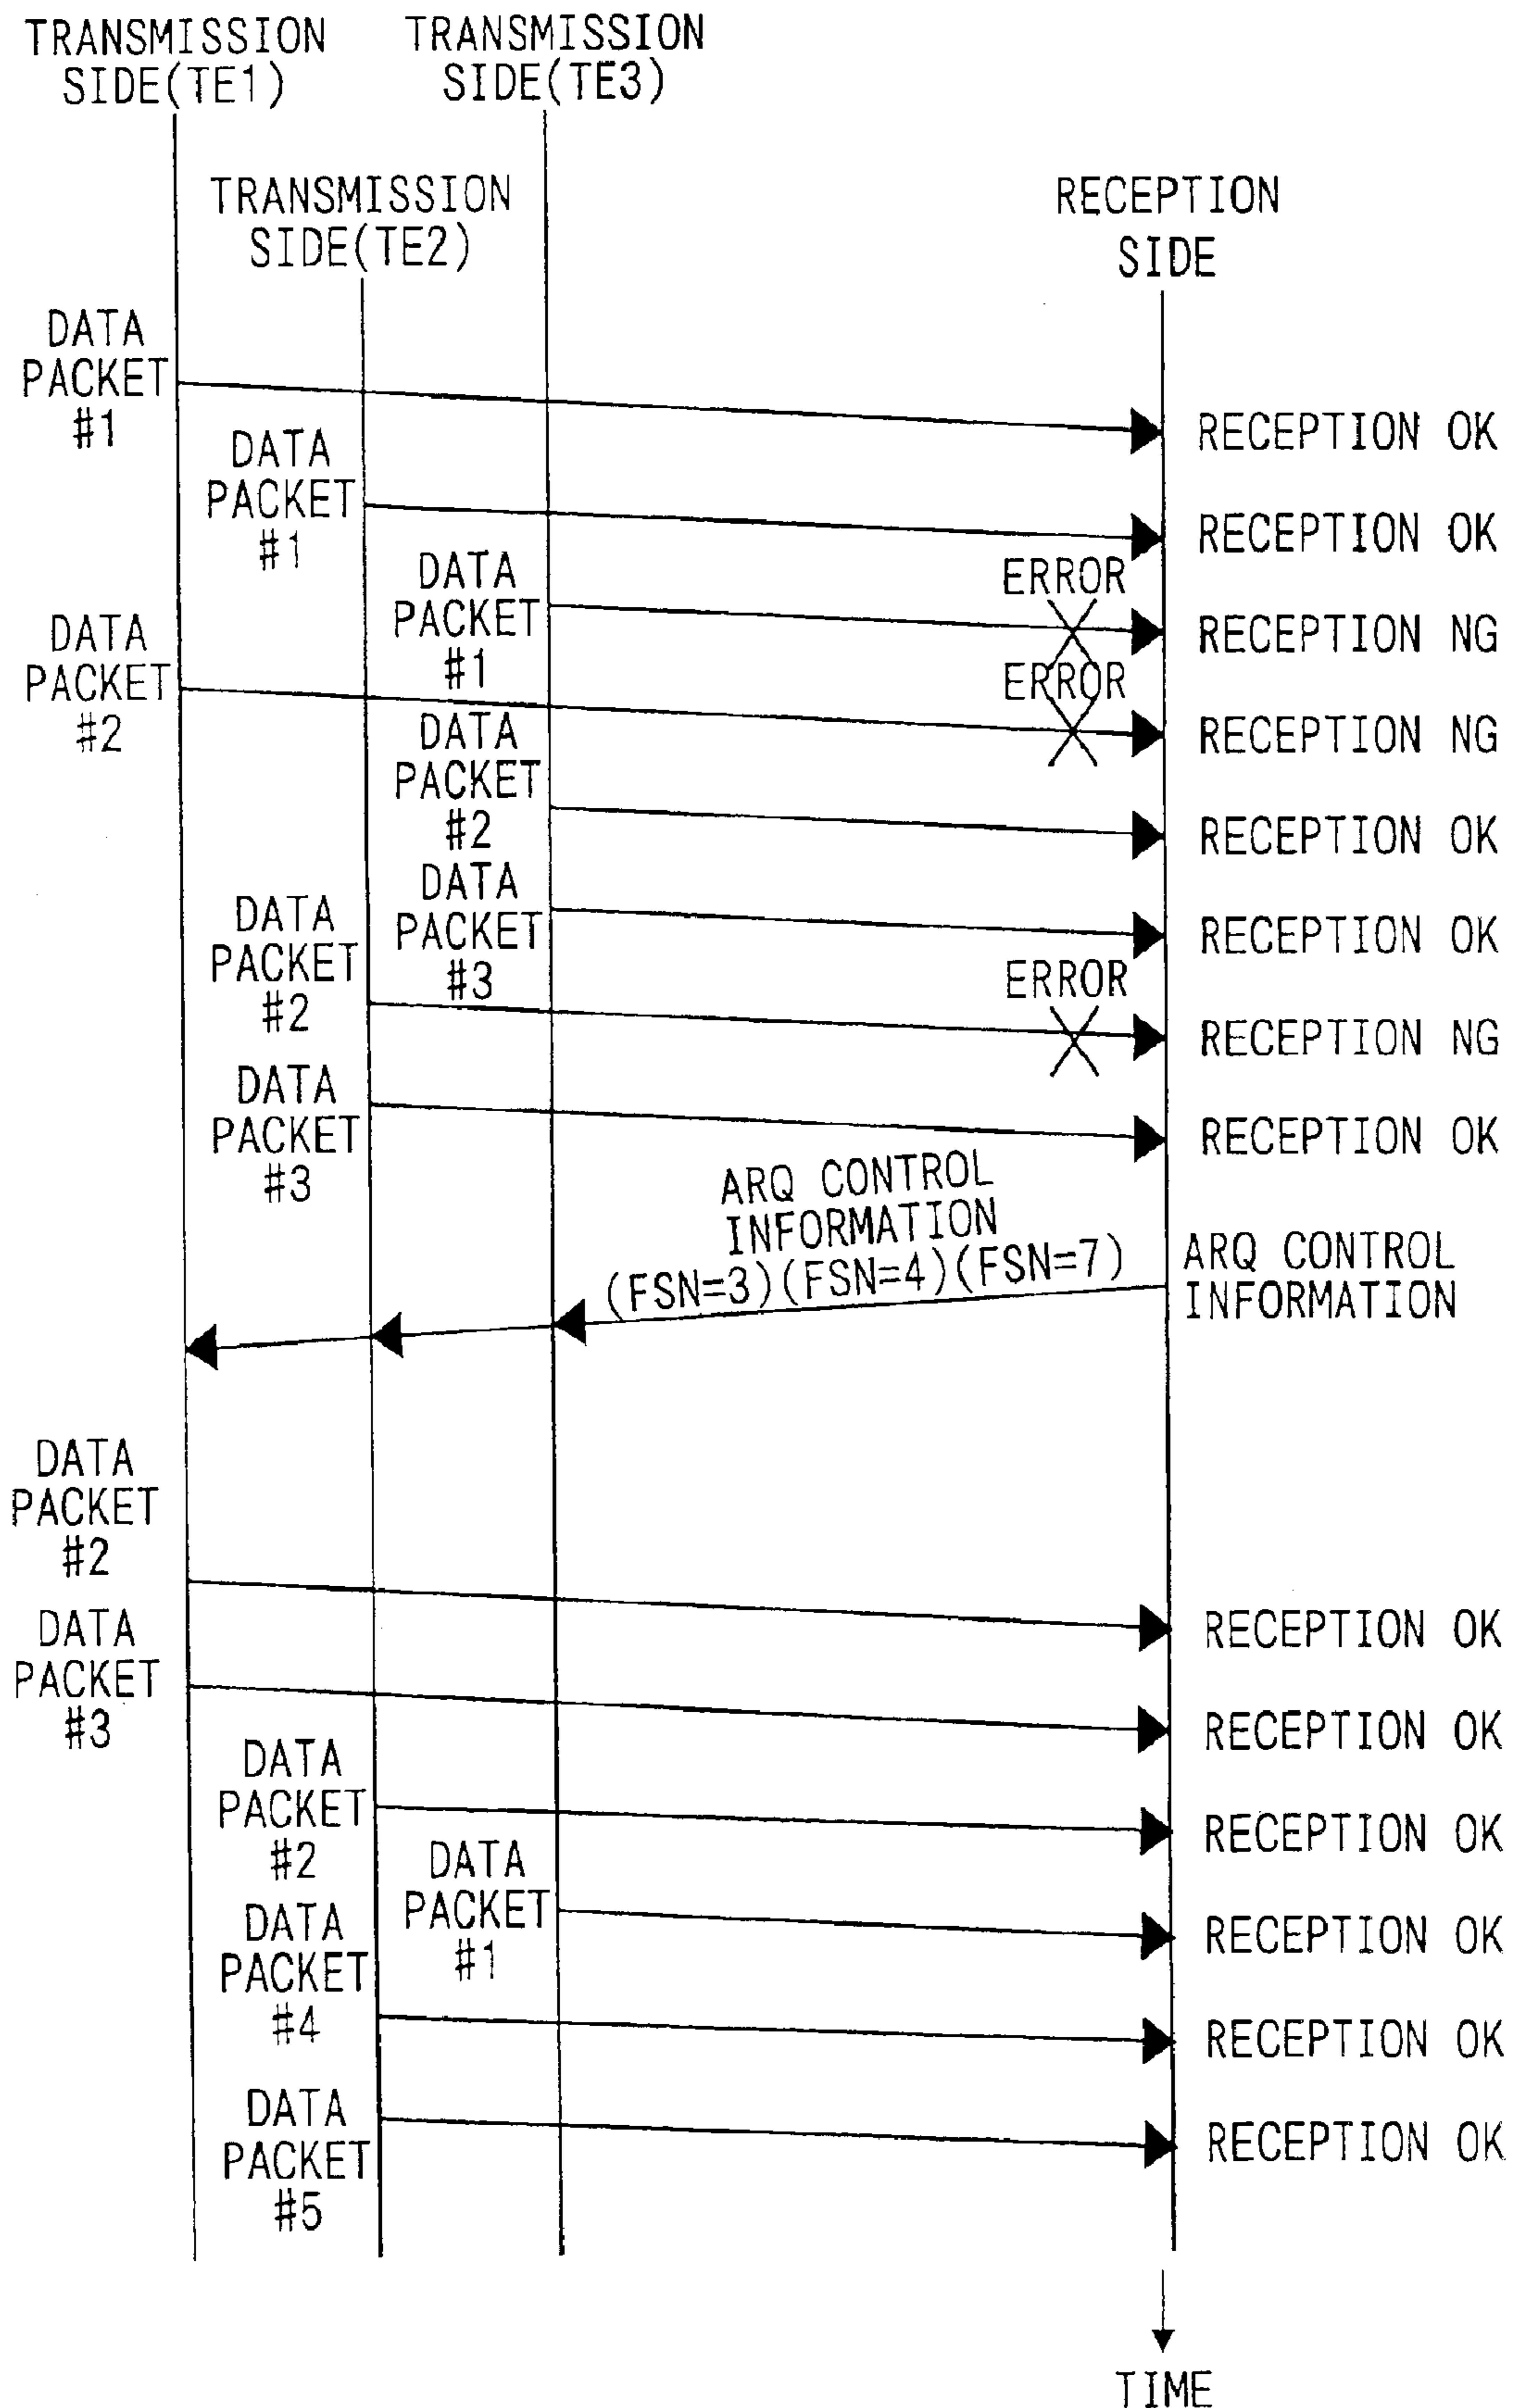 TRANSMISSION
SIDE(TE1)
TRANSMISSION
SIDE(TE3)
TRANSMISSION
SIDE(TE2)
RECEPTION
SIDE
DATA
PACKET
#1
RECEPTION OK
DATA
PACKET
#1
RECEPTION OK
DATA
PACKET
#1
ERROR
RECEPTION NG
DATA
PACKET
#2
ERROR
RECEPTION NG
DATA
PACKET
#2
RECEPTION OK
DATA
PACKET
#3
RECEPTION OK
DATA
PACKET
#2
ERROR
RECEPTION NG
DATA
PACKET
#3
RECEPTION OK
ARQ CONTROL
INFORMATION
(FSN=3)(FSN=4)(FSN=7)
ARQ CONTROL
INFORMATION
DATA
PACKET
#2
RECEPTION OK
DATA
PACKET
#3
RECEPTION OK
DATA
PACKET
#2
RECEPTION OK
DATA
PACKET
#1
RECEPTION OK
DATA
PACKET
#4
RECEPTION OK
DATA
PACKET
#5
RECEPTION OK
TIME